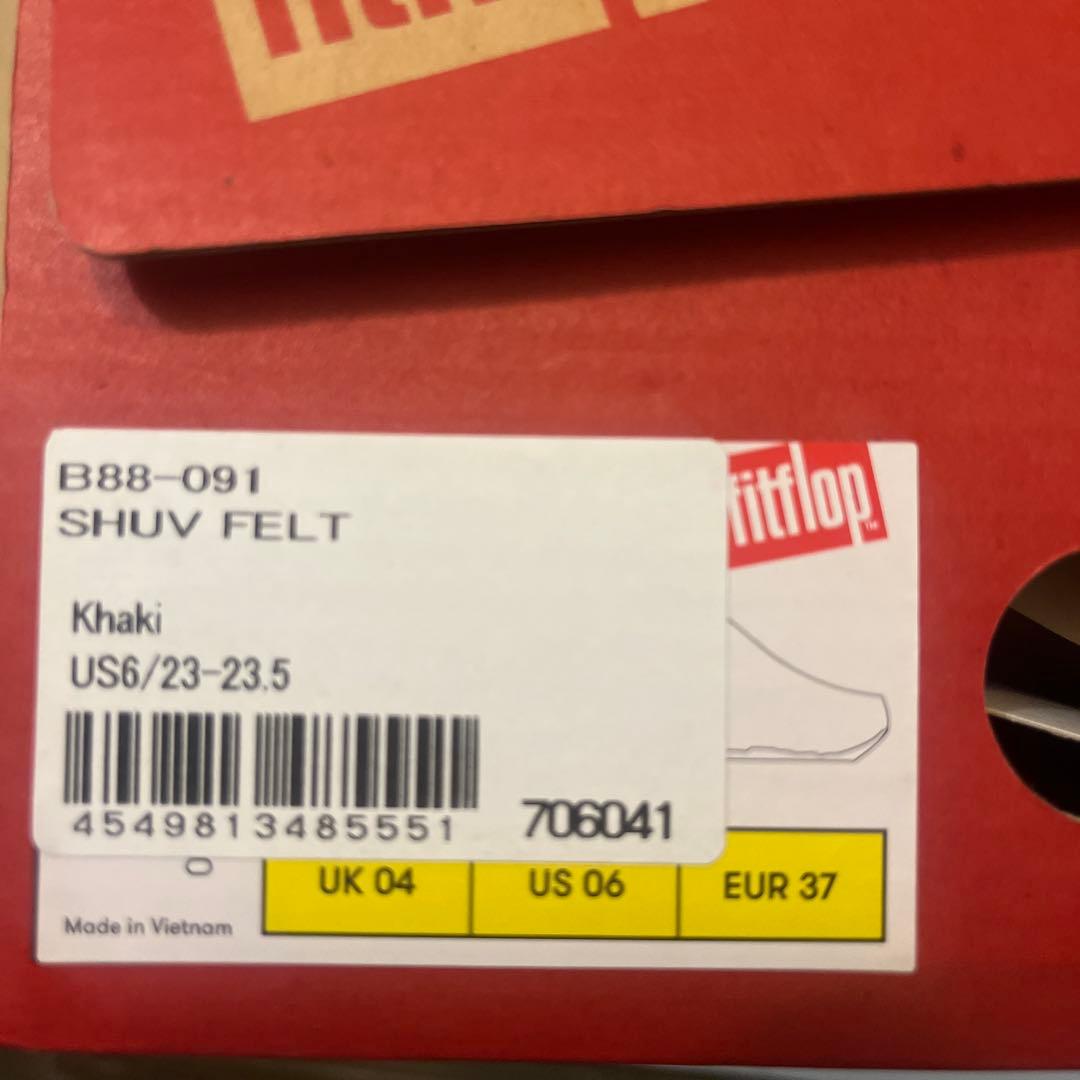 B88-091
SHUV FELT
fitflop™
Khaki
US6/23-23.5
4549813485551
706041
UK 04
US 06
EUR 37
Made in Vietnam